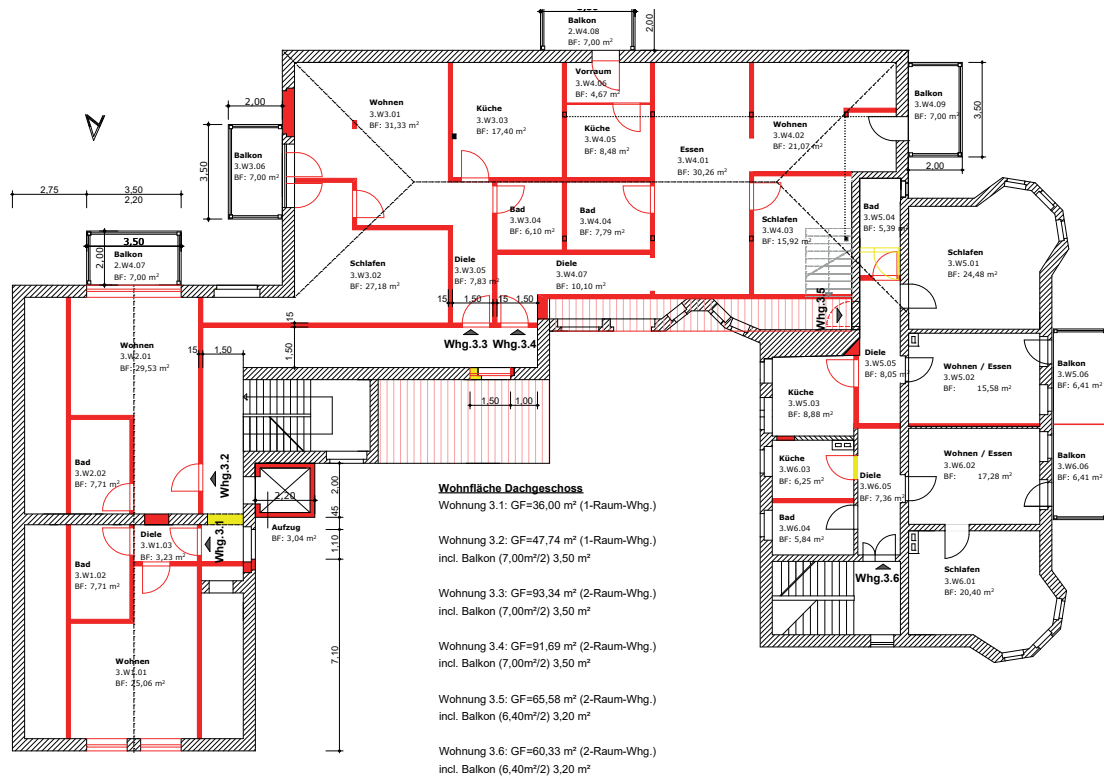 3,50
Balkon
2.W4.08
BF: 7,00 m²
2,00
Vorraum
3.W4.06
BF: 4,67 m²
Wohnen
3.W3.01
BF: 31,33 m²
Küche
3.W3.03
BF: 17,40 m²
Küche
3.W4.05
BF: 8,48 m²
Essen
3.W4.01
BF: 30,26 m²
Wohnen
3.W4.02
BF: 21,07 m²
Balkon
3.W4.09
BF: 7,00 m²
3,50
2,00
2,00
3,50
Balkon
3.W3.06
BF: 7,00 m²
2,75
3,50
2,20
3,50
2,00
Balkon
2.W4.07
BF: 7,00 m²
Bad
3.W3.04
BF: 6,10 m²
Bad
3.W4.04
BF: 7,79 m²
Schlafen
3.W4.03
BF: 15,92 m²
Bad
3.W5.04
BF: 5,39 m²
Schlafen
3.W5.01
BF: 24,48 m²
Schlafen
3.W3.02
BF: 27,18 m²
Diele
3.W3.05
BF: 7,83 m²
Diele
3.W4.07
BF: 10,10 m²
15
1,50
15
1,50
Whg.3.3
Whg.3.4
Whg.3.5
15
1,50
15
1,50
1,50
1,00
Wohnen
3.W2.01
BF: 29,53 m²
Diele
3.W5.05
BF: 8,05 m²
Wohnen / Essen
3.W5.02
BF: 15,58 m²
Balkon
3.W5.06
BF: 6,41 m²
Küche
3.W5.03
BF: 8,88 m²
Bad
3.W2.02
BF: 7,71 m²
Whg.3.2
2,20
2,00
45
1,10
7,10
Aufzug
BF: 3,04 m²
Küche
3.W6.03
BF: 6,25 m²
Diele
3.W6.05
BF: 7,36 m²
Wohnen / Essen
3.W6.02
BF: 17,28 m²
Balkon
3.W6.06
BF: 6,41 m²
Bad
3.W6.04
BF: 5,84 m²
Whg.3.6
Schlafen
3.W6.01
BF: 20,40 m²
Diele
3.W1.03
BF: 3,23 m²
Whg.3.1
Bad
3.W1.02
BF: 7,71 m²
Wohnen
3.W1.01
BF: 25,06 m²
Wohnfläche Dachgeschoss
Wohnung 3.1: GF=36,00 m² (1-Raum-Whg.)
Wohnung 3.2: GF=47,74 m² (1-Raum-Whg.)
incl. Balkon (7,00m²/2) 3,50 m²
Wohnung 3.3: GF=93,34 m² (2-Raum-Whg.)
incl. Balkon (7,00m²/2) 3,50 m²
Wohnung 3.4: GF=91,69 m² (2-Raum-Whg.)
incl. Balkon (7,00m²/2) 3,50 m²
Wohnung 3.5: GF=65,58 m² (2-Raum-Whg.)
incl. Balkon (6,40m²/2) 3,20 m²
Wohnung 3.6: GF=60,33 m² (2-Raum-Whg.)
incl. Balkon (6,40m²/2) 3,20 m²